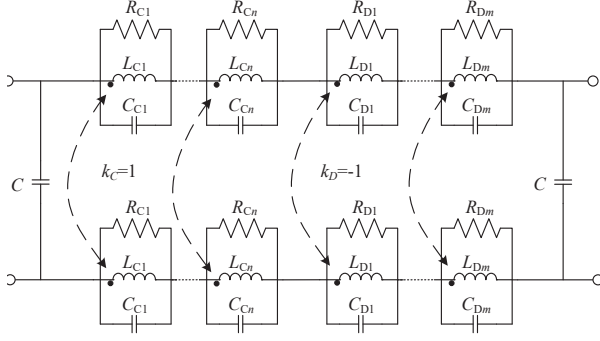 R_C1 R_Cn R_D1 R_Dm
L_C1 L_Cn L_D1 L_Dm
C_C1 C_Cn C_D1 C_Dm
C k_C=1 k_D=-1 C
R_C1 R_Cn R_D1 R_Dm
L_C1 L_Cn L_D1 L_Dm
C_C1 C_Cn C_D1 C_Dm